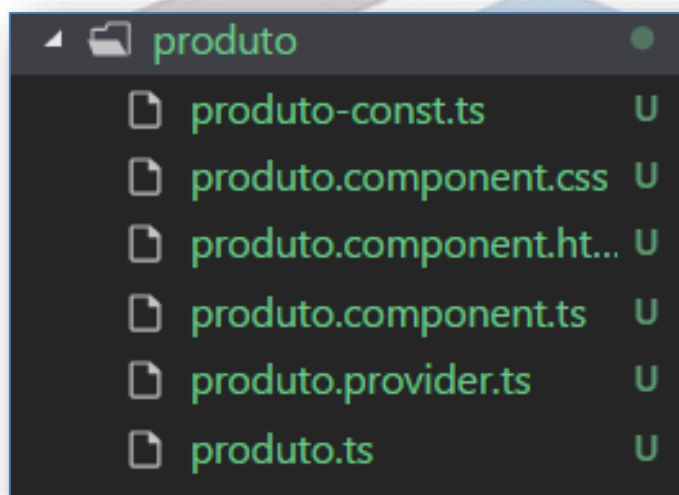 produto
produto-const.ts U
produto.component.css U
produto.component.ht... U
produto.component.ts U
produto.provider.ts U
produto.ts U